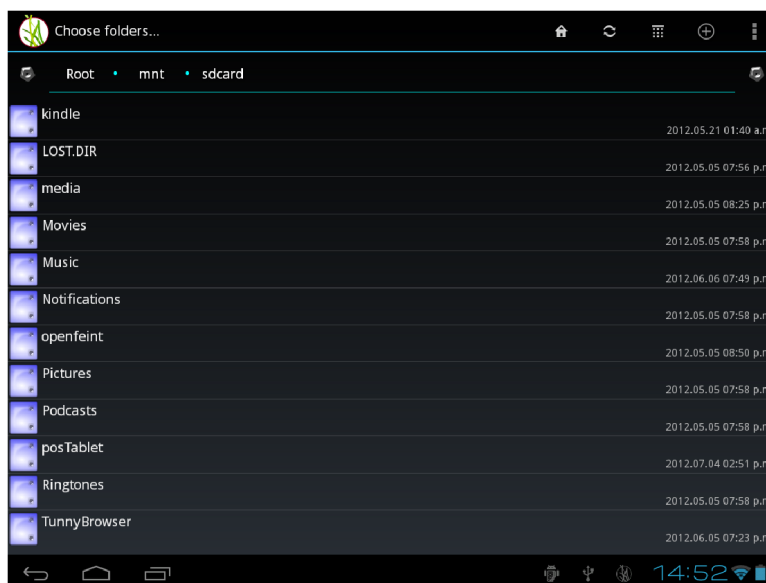 Choose folders...
Root • mnt • sdcard
kindle
2012.05.21 01:40 a.r
LOST.DIR
2012.05.05 07:56 p.r
media
2012.05.05 08:25 p.r
Movies
2012.05.05 07:58 p.r
Music
2012.06.06 07:49 p.r
Notifications
2012.05.05 07:58 p.r
openfeint
2012.05.05 08:50 p.r
Pictures
2012.05.05 07:58 p.r
Podcasts
2012.05.05 07:58 p.r
posTablet
2012.07.04 02:51 p.r
Ringtones
2012.05.05 07:58 p.r
TunnyBrowser
2012.06.05 07:23 p.r
14:52